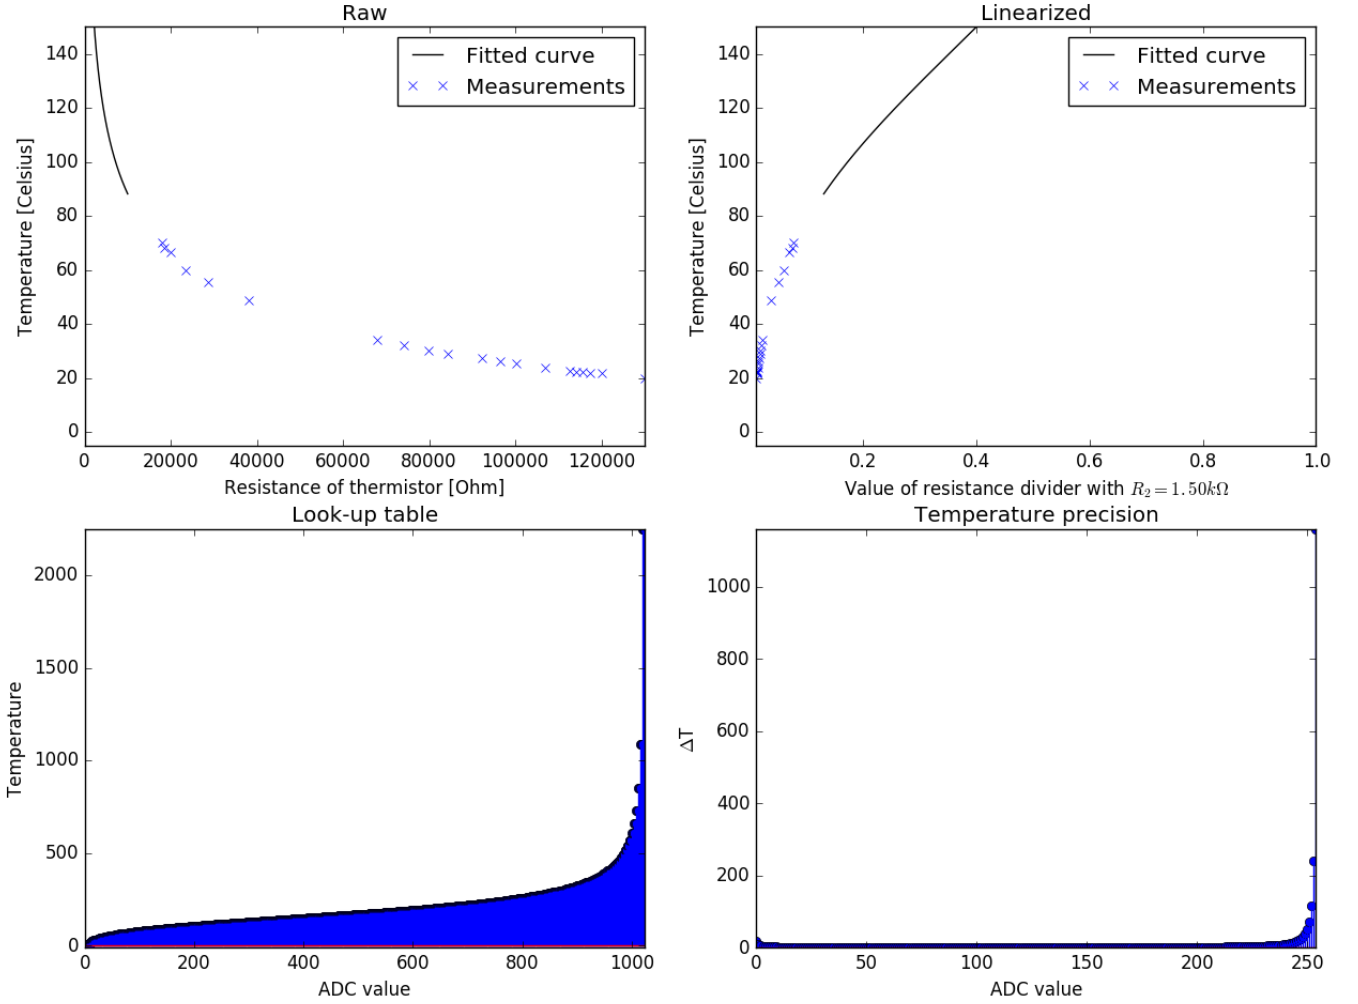 Raw
140
120
100
80
60
40
20
0
Temperature [Celsius]
Fitted curve
Measurements
0 20000 40000 60000 80000 100000 120000
Resistance of thermistor [Ohm]
Linearized
140
120
100
80
60
40
20
0
Temperature [Celsius]
Fitted curve
Measurements
0.2 0.4 0.6 0.8 1.0
Value of resistance divider with R₂ = 1.50kΩ
Look-up table
2000
1500
1000
500
0
Temperature
0 200 400 600 800 1000
ADC value
Temperature precision
1000
800
600
400
200
0
ΔT
0 50 100 150 200 250
ADC value